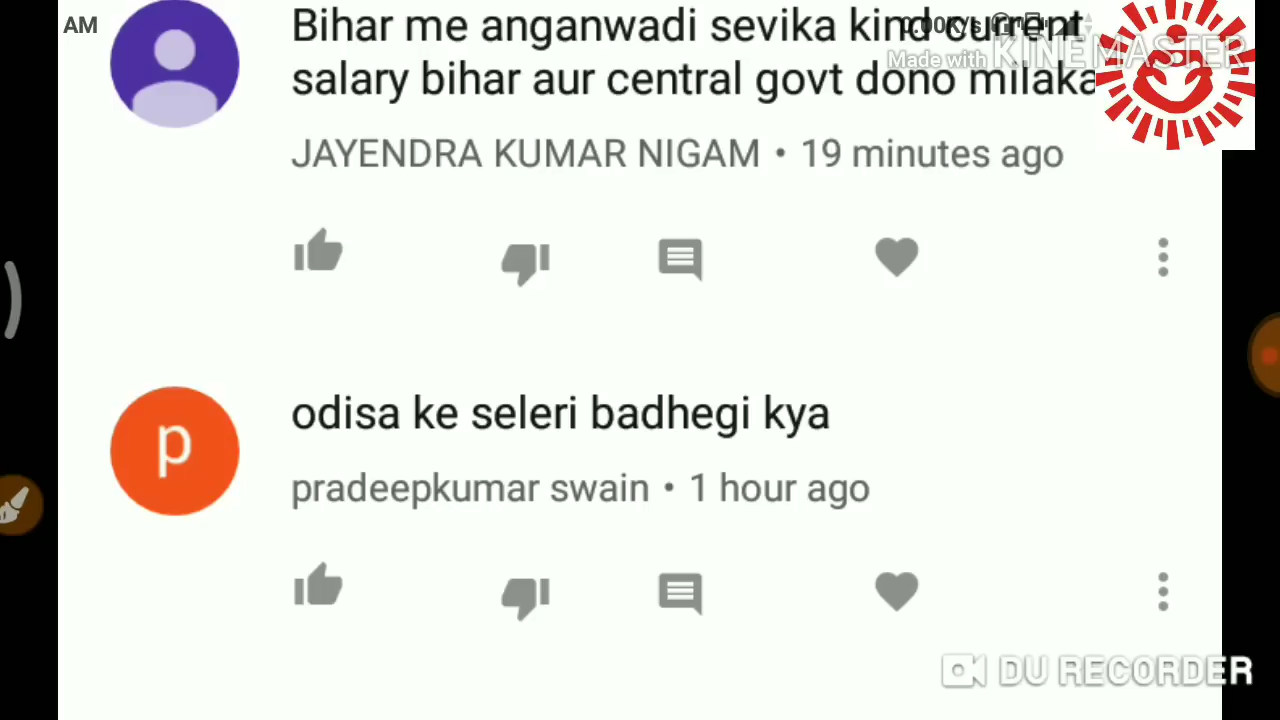 AM
Bihar me anganwadi sevika kind current
Made with KINEMASTER
salary bihar aur central govt dono milaka
JAYENDRA KUMAR NIGAM • 19 minutes ago
odisa ke seleri badhegi kya
p
pradeepkumar swain • 1 hour ago
DU RECORDER